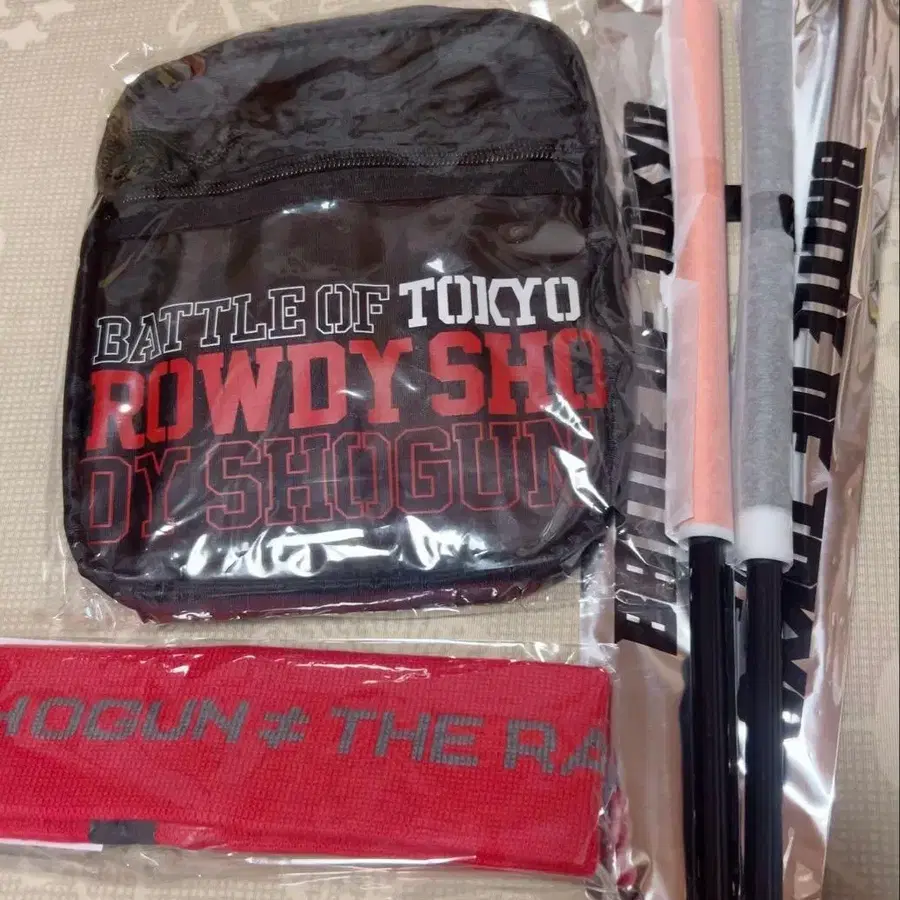 BATTLE OF TOKYO
ROWDY SHO
DY SHOGUN
HOGUN ≠ THE RA
BATTLE OF TOKYO
BATTLE OF TOKYO